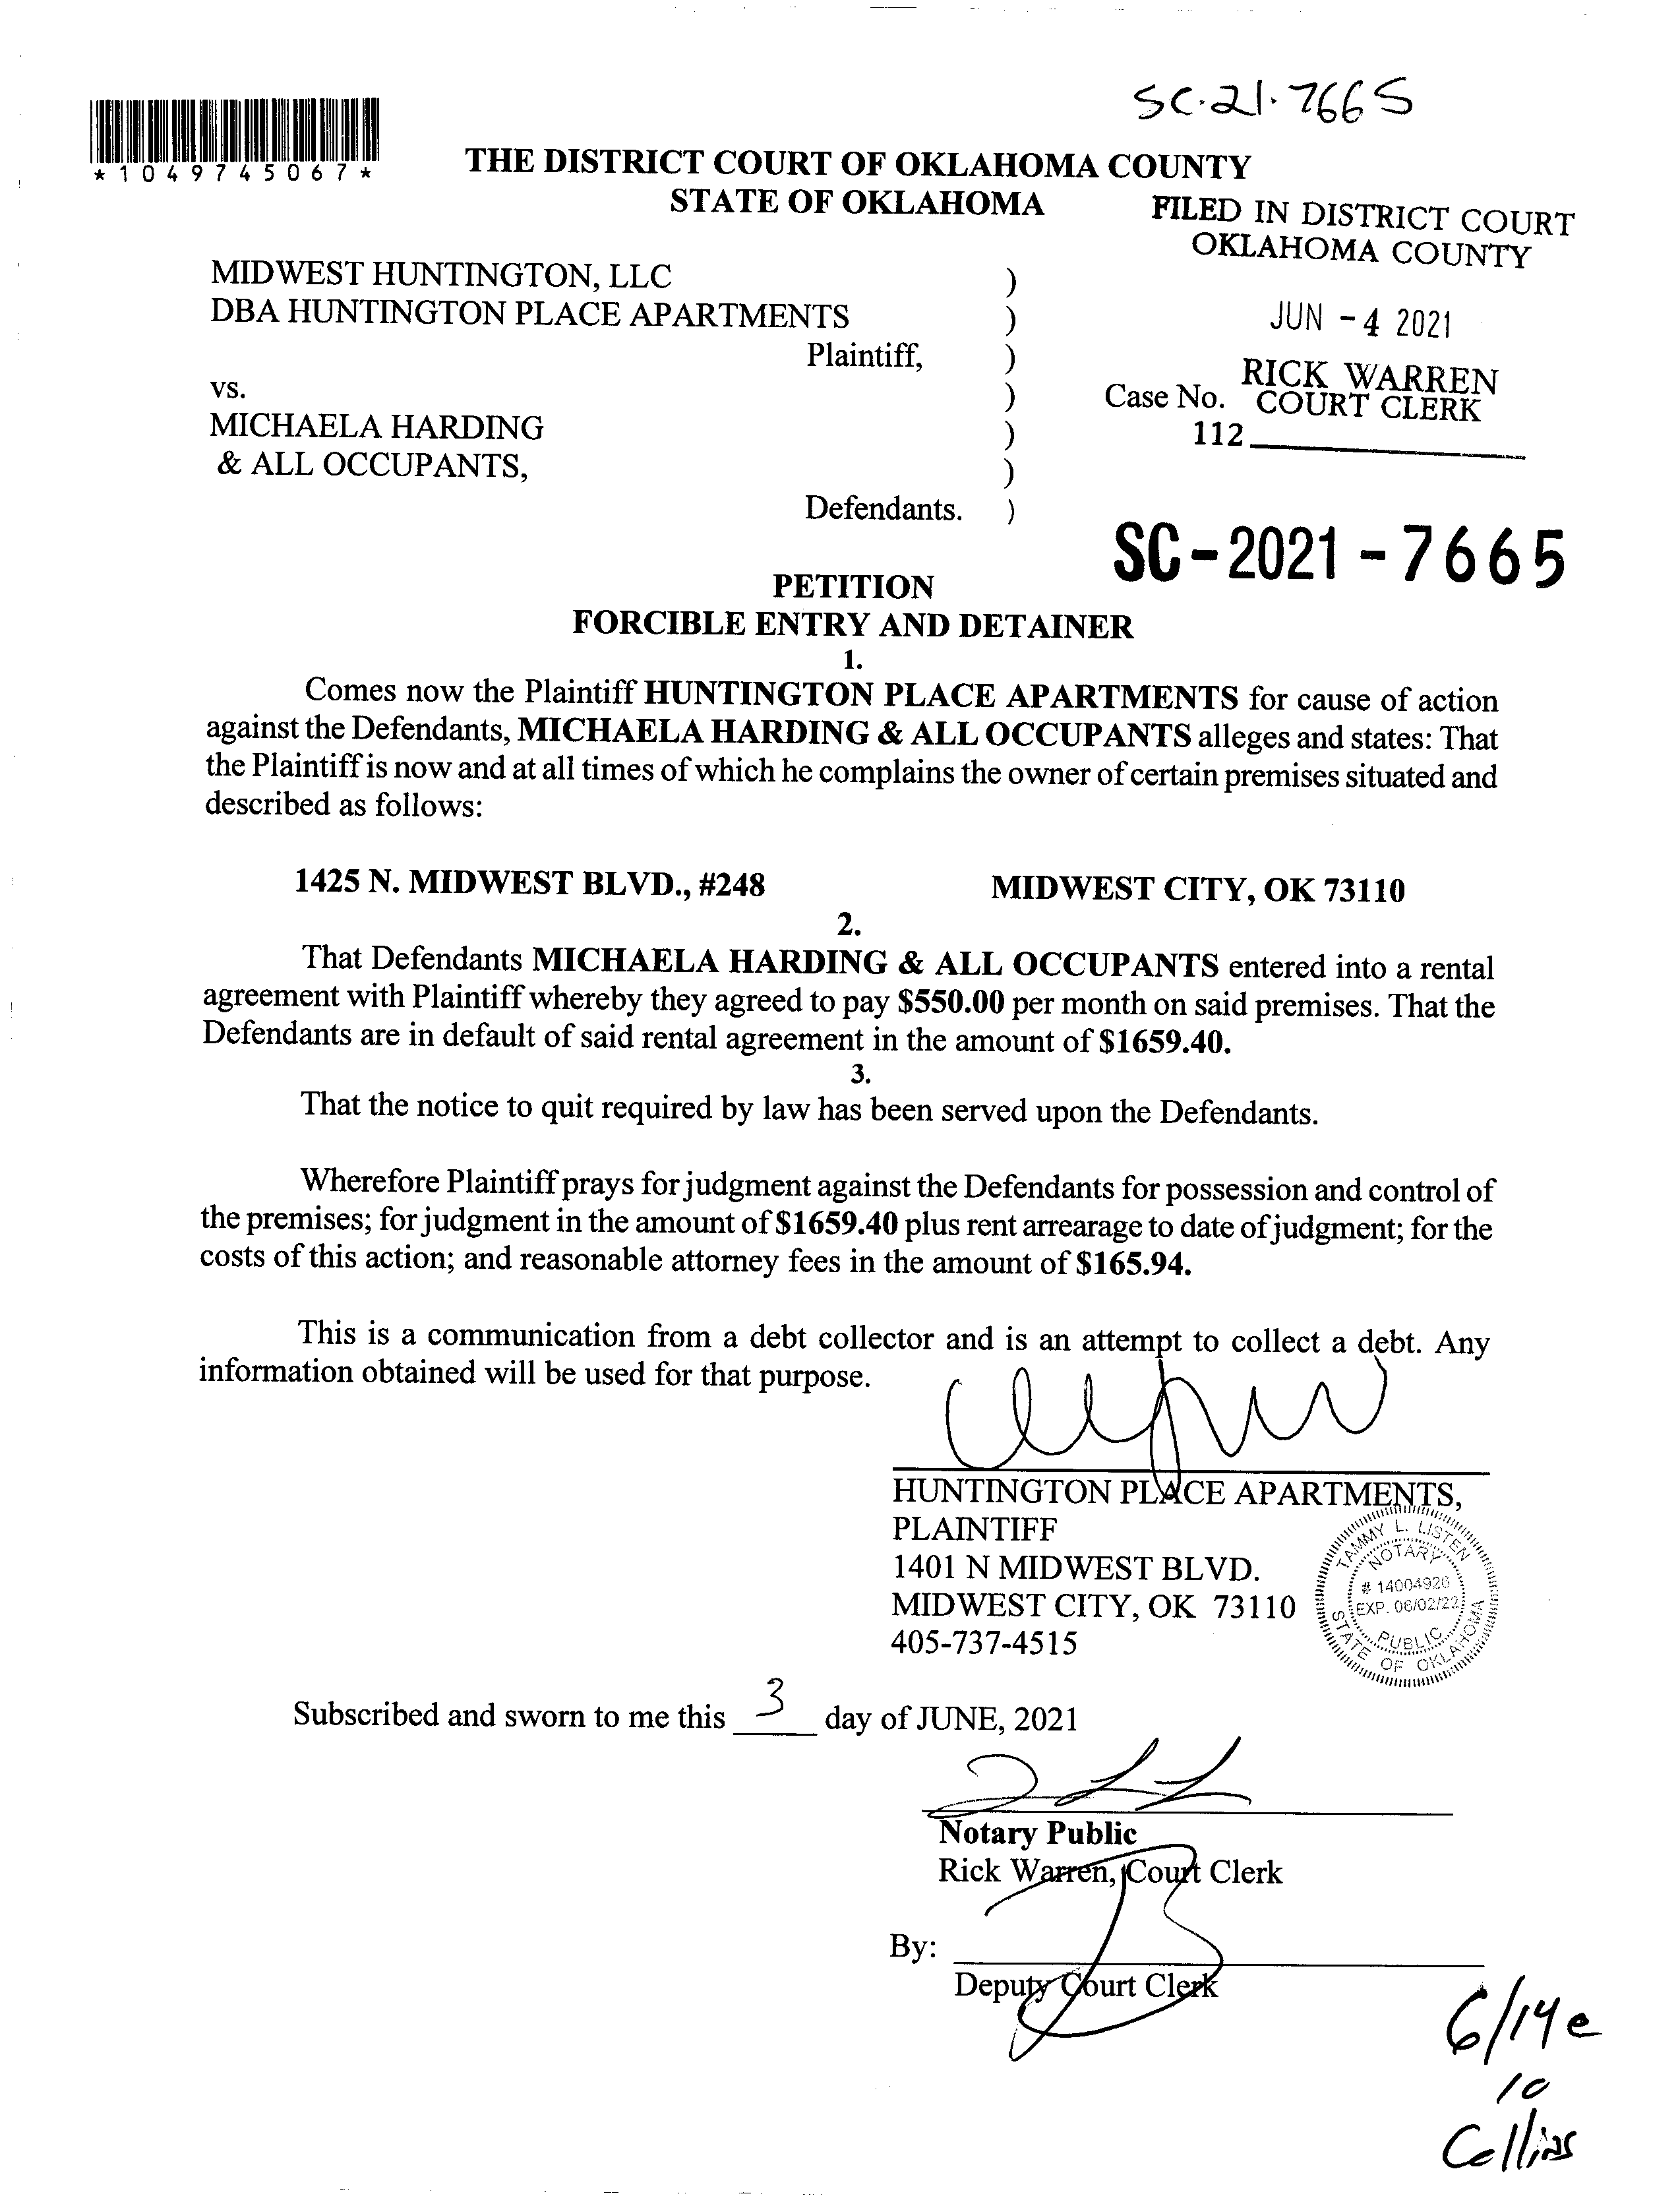 SC-21-7665
*1049745067*
THE DISTRICT COURT OF OKLAHOMA COUNTY
STATE OF OKLAHOMA
FILED IN DISTRICT COURT
OKLAHOMA COUNTY
JUN - 4 2021
RICK WARREN
COURT CLERK
112
MIDWEST HUNTINGTON, LLC )
DBA HUNTINGTON PLACE APARTMENTS )
Plaintiff, )
vs. ) Case No.
MICHAELA HARDING )
& ALL OCCUPANTS, )
Defendants. )
SC-2021-7665
PETITION
FORCIBLE ENTRY AND DETAINER
1.
Comes now the Plaintiff HUNTINGTON PLACE APARTMENTS for cause of action
against the Defendants, MICHAELA HARDING & ALL OCCUPANTS alleges and states: That
the Plaintiff is now and at all times of which he complains the owner of certain premises situated and
described as follows:
1425 N. MIDWEST BLVD., #248 MIDWEST CITY, OK 73110
2.
That Defendants MICHAELA HARDING & ALL OCCUPANTS entered into a rental
agreement with Plaintiff whereby they agreed to pay $550.00 per month on said premises. That the
Defendants are in default of said rental agreement in the amount of $1659.40.
3.
That the notice to quit required by law has been served upon the Defendants.
Wherefore Plaintiff prays for judgment against the Defendants for possession and control of
the premises; for judgment in the amount of $1659.40 plus rent arrearage to date of judgment; for the
costs of this action; and reasonable attorney fees in the amount of $165.94.
This is a communication from a debt collector and is an attempt to collect a debt. Any
information obtained will be used for that purpose.
HUNTINGTON PLACE APARTMENTS,
PLAINTIFF
1401 N MIDWEST BLVD.
MIDWEST CITY, OK 73110
405-737-4515
TAMMY L. LISTEN
NOTARY
# 14004926
EXP. 06/02/22
PUBLIC
STATE OF OKLAHOMA
Subscribed and sworn to me this 3 day of JUNE, 2021
Notary Public
Rick Warren, Court Clerk
By:
Deputy Court Clerk
6/14 e
10
Collins